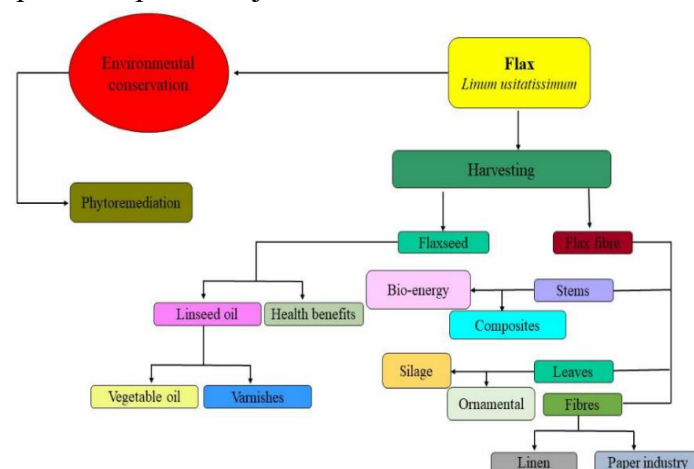 Environmental
conservation
Flax
Linum usitatissimum
Harvesting
Phytoremediation
Flaxseed
Flax fibre
Bio-energy
Stems
Linseed oil
Health benefits
Composites
Silage
Leaves
Vegetable oil
Varnishes
Ornamental
Fibres
Linen
Paper industry